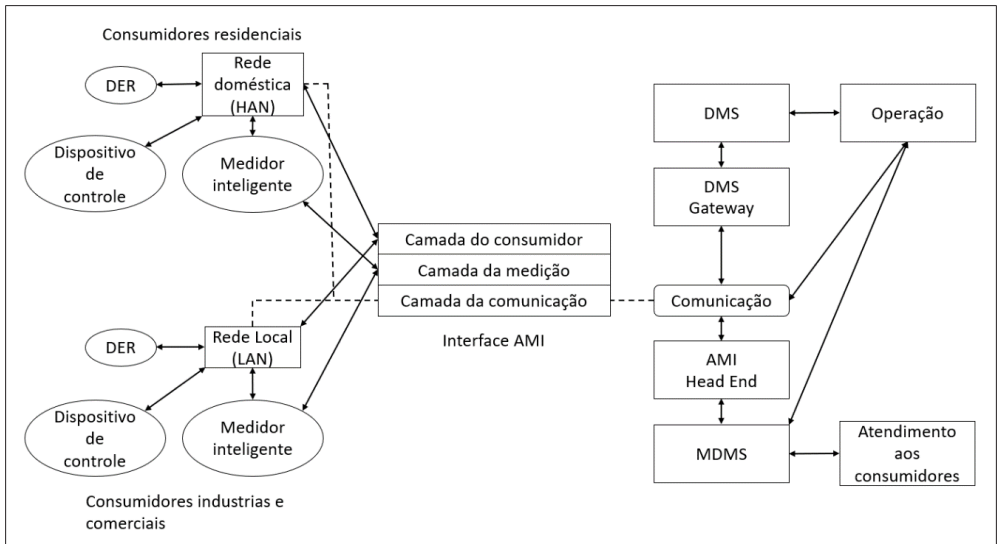 Consumidores residenciais
DER
Rede
doméstica
(HAN)
Dispositivo
de
controle
Medidor
inteligente
DER
Rede Local
(LAN)
Dispositivo
de
controle
Medidor
inteligente
Consumidores industrias e
comerciais
Camada do consumidor
Camada da medição
Camada da comunicação
Interface AMI
DMS
Operação
DMS
Gateway
Comunicação
AMI
Head End
MDMS
Atendimento
aos
consumidores